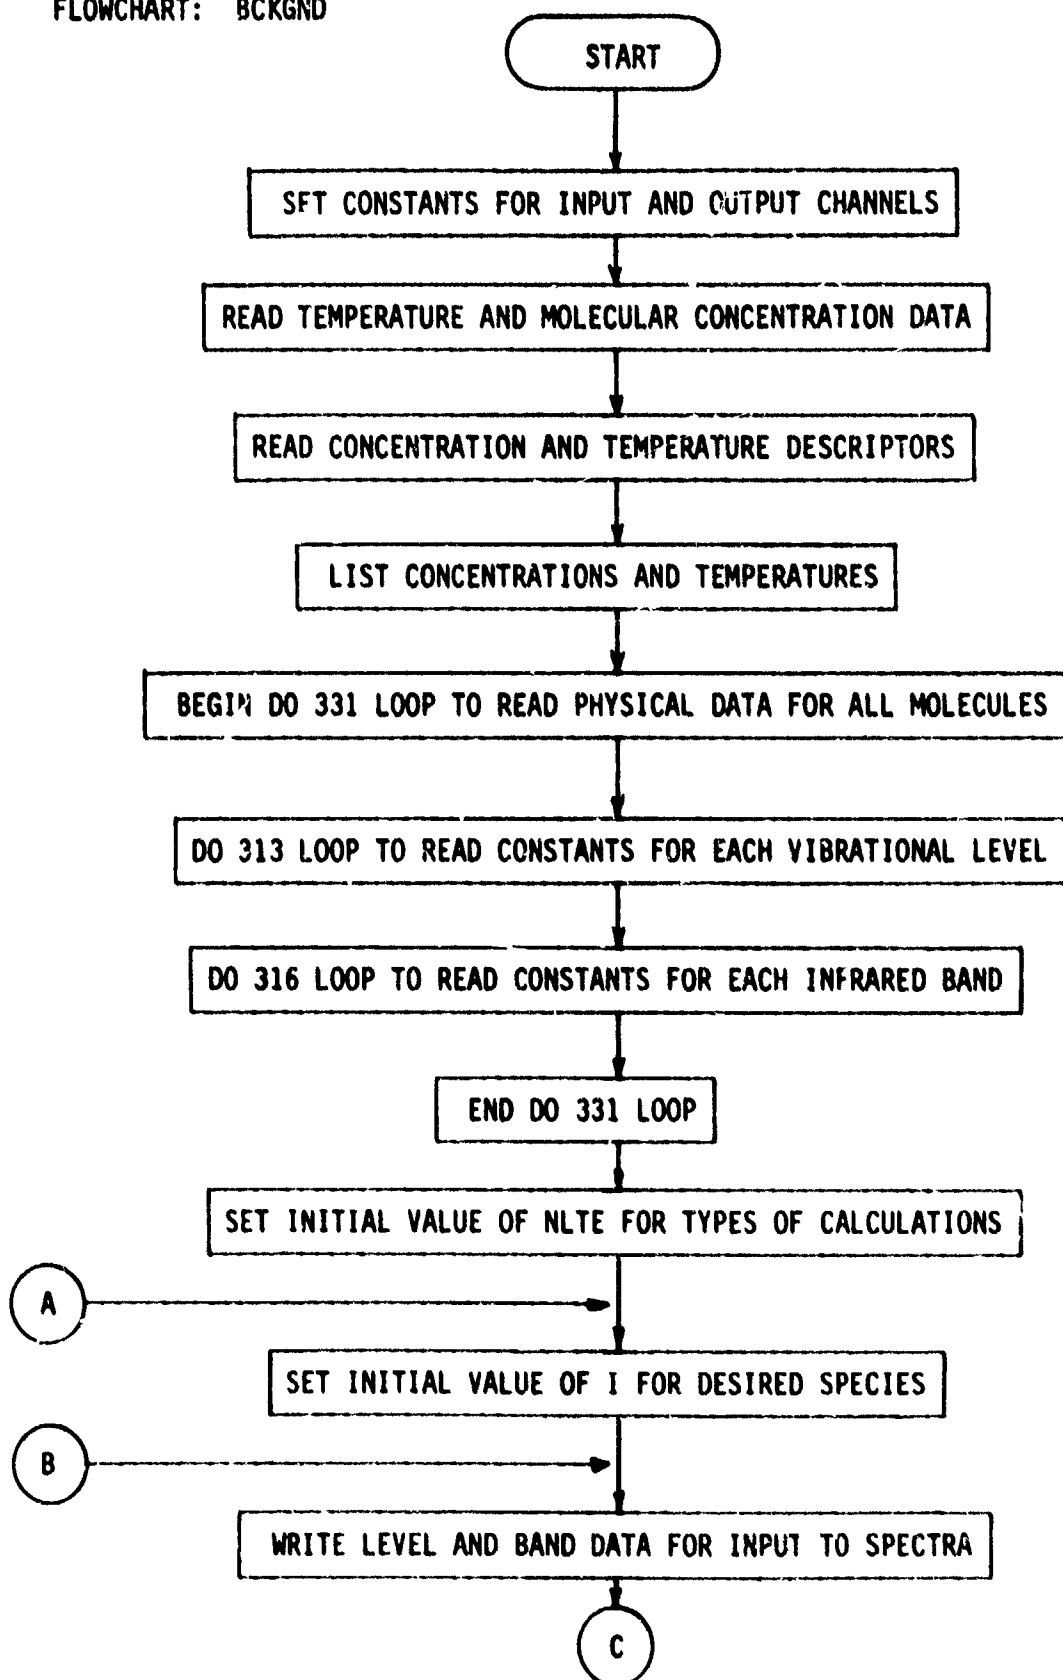 FLOWCHART: BCKGND
START
SET CONSTANTS FOR INPUT AND OUTPUT CHANNELS
READ TEMPERATURE AND MOLECULAR CONCENTRATION DATA
READ CONCENTRATION AND TEMPERATURE DESCRIPTORS
LIST CONCENTRATIONS AND TEMPERATURES
BEGIN DO 331 LOOP TO READ PHYSICAL DATA FOR ALL MOLECULES
DO 313 LOOP TO READ CONSTANTS FOR EACH VIBRATIONAL LEVEL
DO 316 LOOP TO READ CONSTANTS FOR EACH INFRARED BAND
END DO 331 LOOP
SET INITIAL VALUE OF NLTE FOR TYPES OF CALCULATIONS
A
SET INITIAL VALUE OF I FOR DESIRED SPECIES
B
WRITE LEVEL AND BAND DATA FOR INPUT TO SPECTRA
C